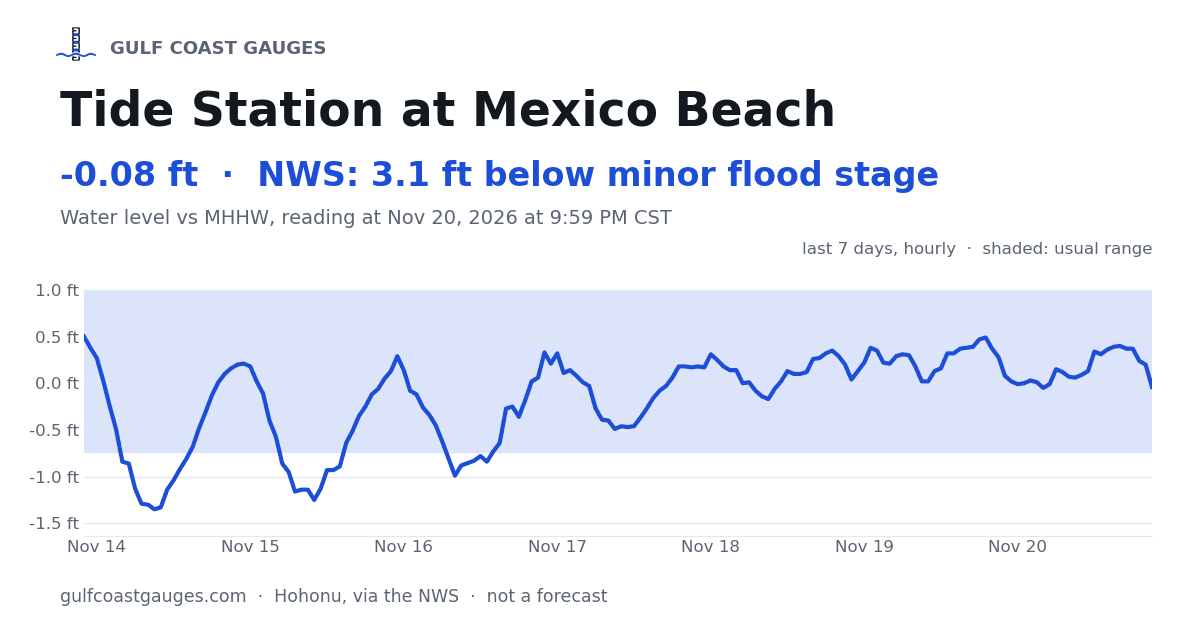 GULF COAST GAUGES
Tide Station at Mexico Beach
-0.08 ft · NWS: 3.1 ft below minor flood stage
Water level vs MHHW, reading at Nov 20, 2026 at 9:59 PM CST
last 7 days, hourly · shaded: usual range
1.0 ft
0.5 ft
0.0 ft
-0.5 ft
-1.0 ft
-1.5 ft
Nov 14 Nov 15 Nov 16 Nov 17 Nov 18 Nov 19 Nov 20
gulfcoastgauges.com · Hohonu, via the NWS · not a forecast